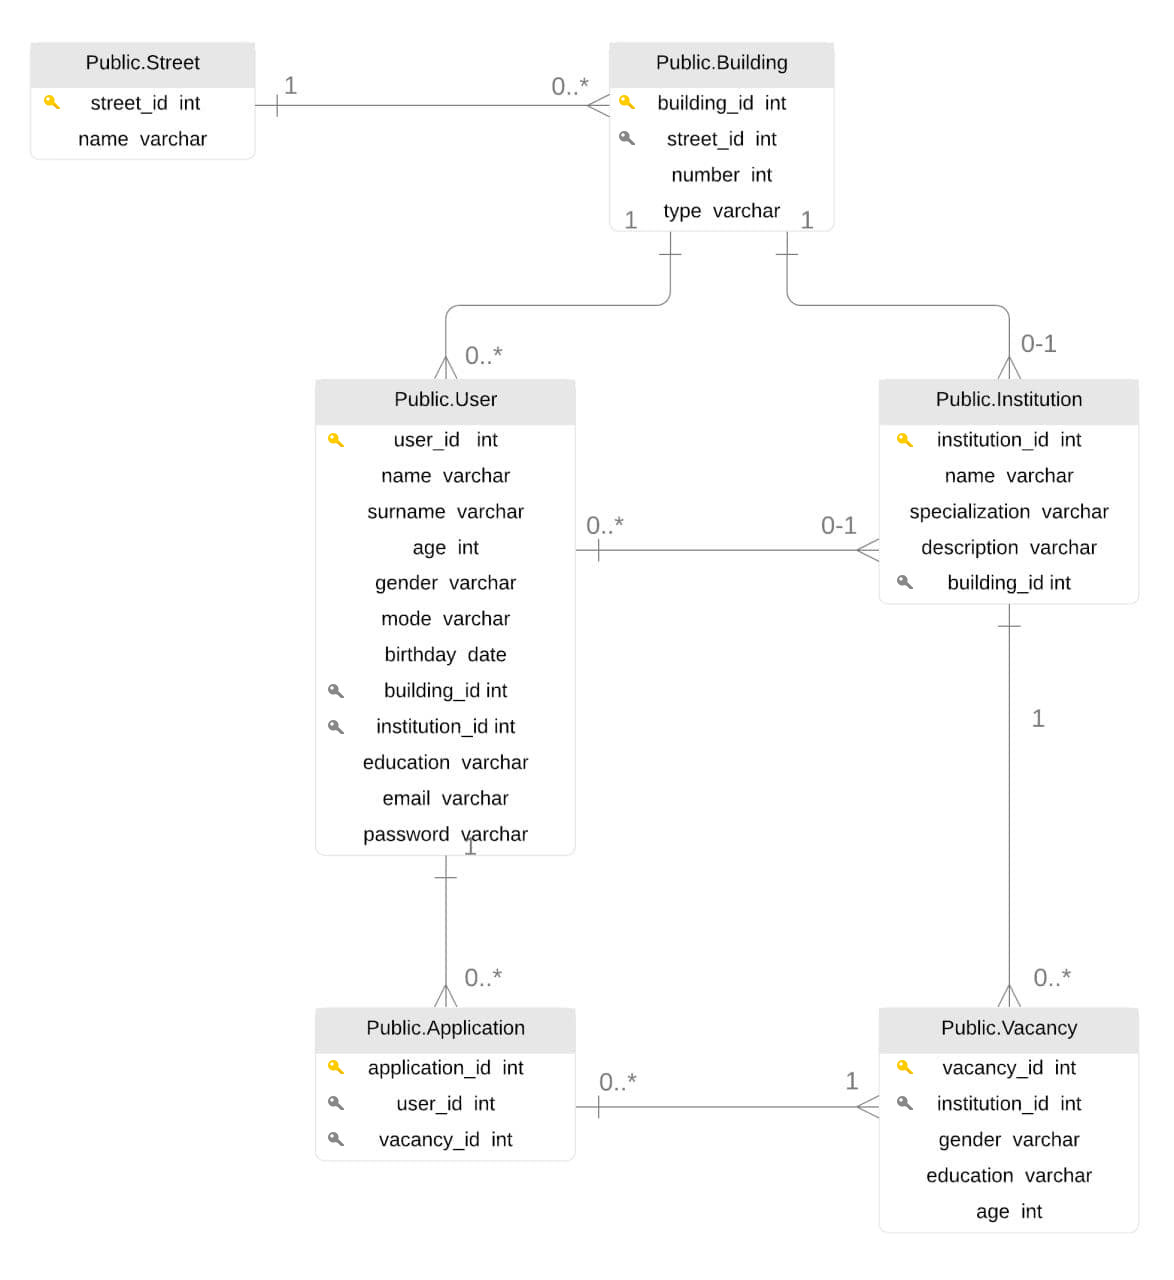 Public.Street
street_id int
name varchar
1
0..*
Public.Building
building_id int
street_id int
number int
type varchar
1
1
0..*
0-1
Public.User
user_id int
name varchar
surname varchar
age int
gender varchar
mode varchar
birthday date
building_id int
institution_id int
education varchar
email varchar
password varchar
1
0..*
0-1
Public.Institution
institution_id int
name varchar
specialization varchar
description varchar
building_id int
1
0..*
0..*
Public.Application
application_id int
user_id int
vacancy_id int
0..*
1
Public.Vacancy
vacancy_id int
institution_id int
gender varchar
education varchar
age int